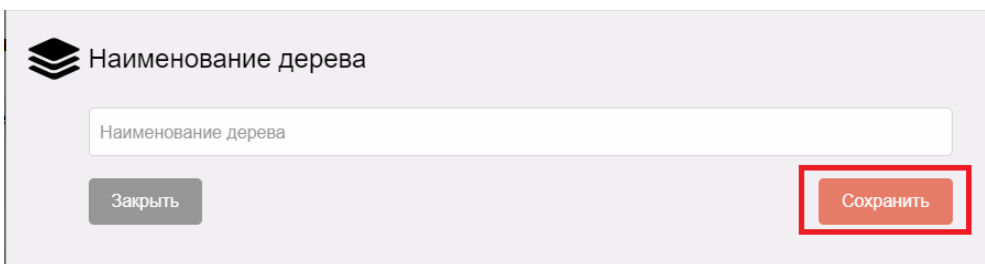 Наименование дерева
Наименование дерева
Закрыть Сохранить